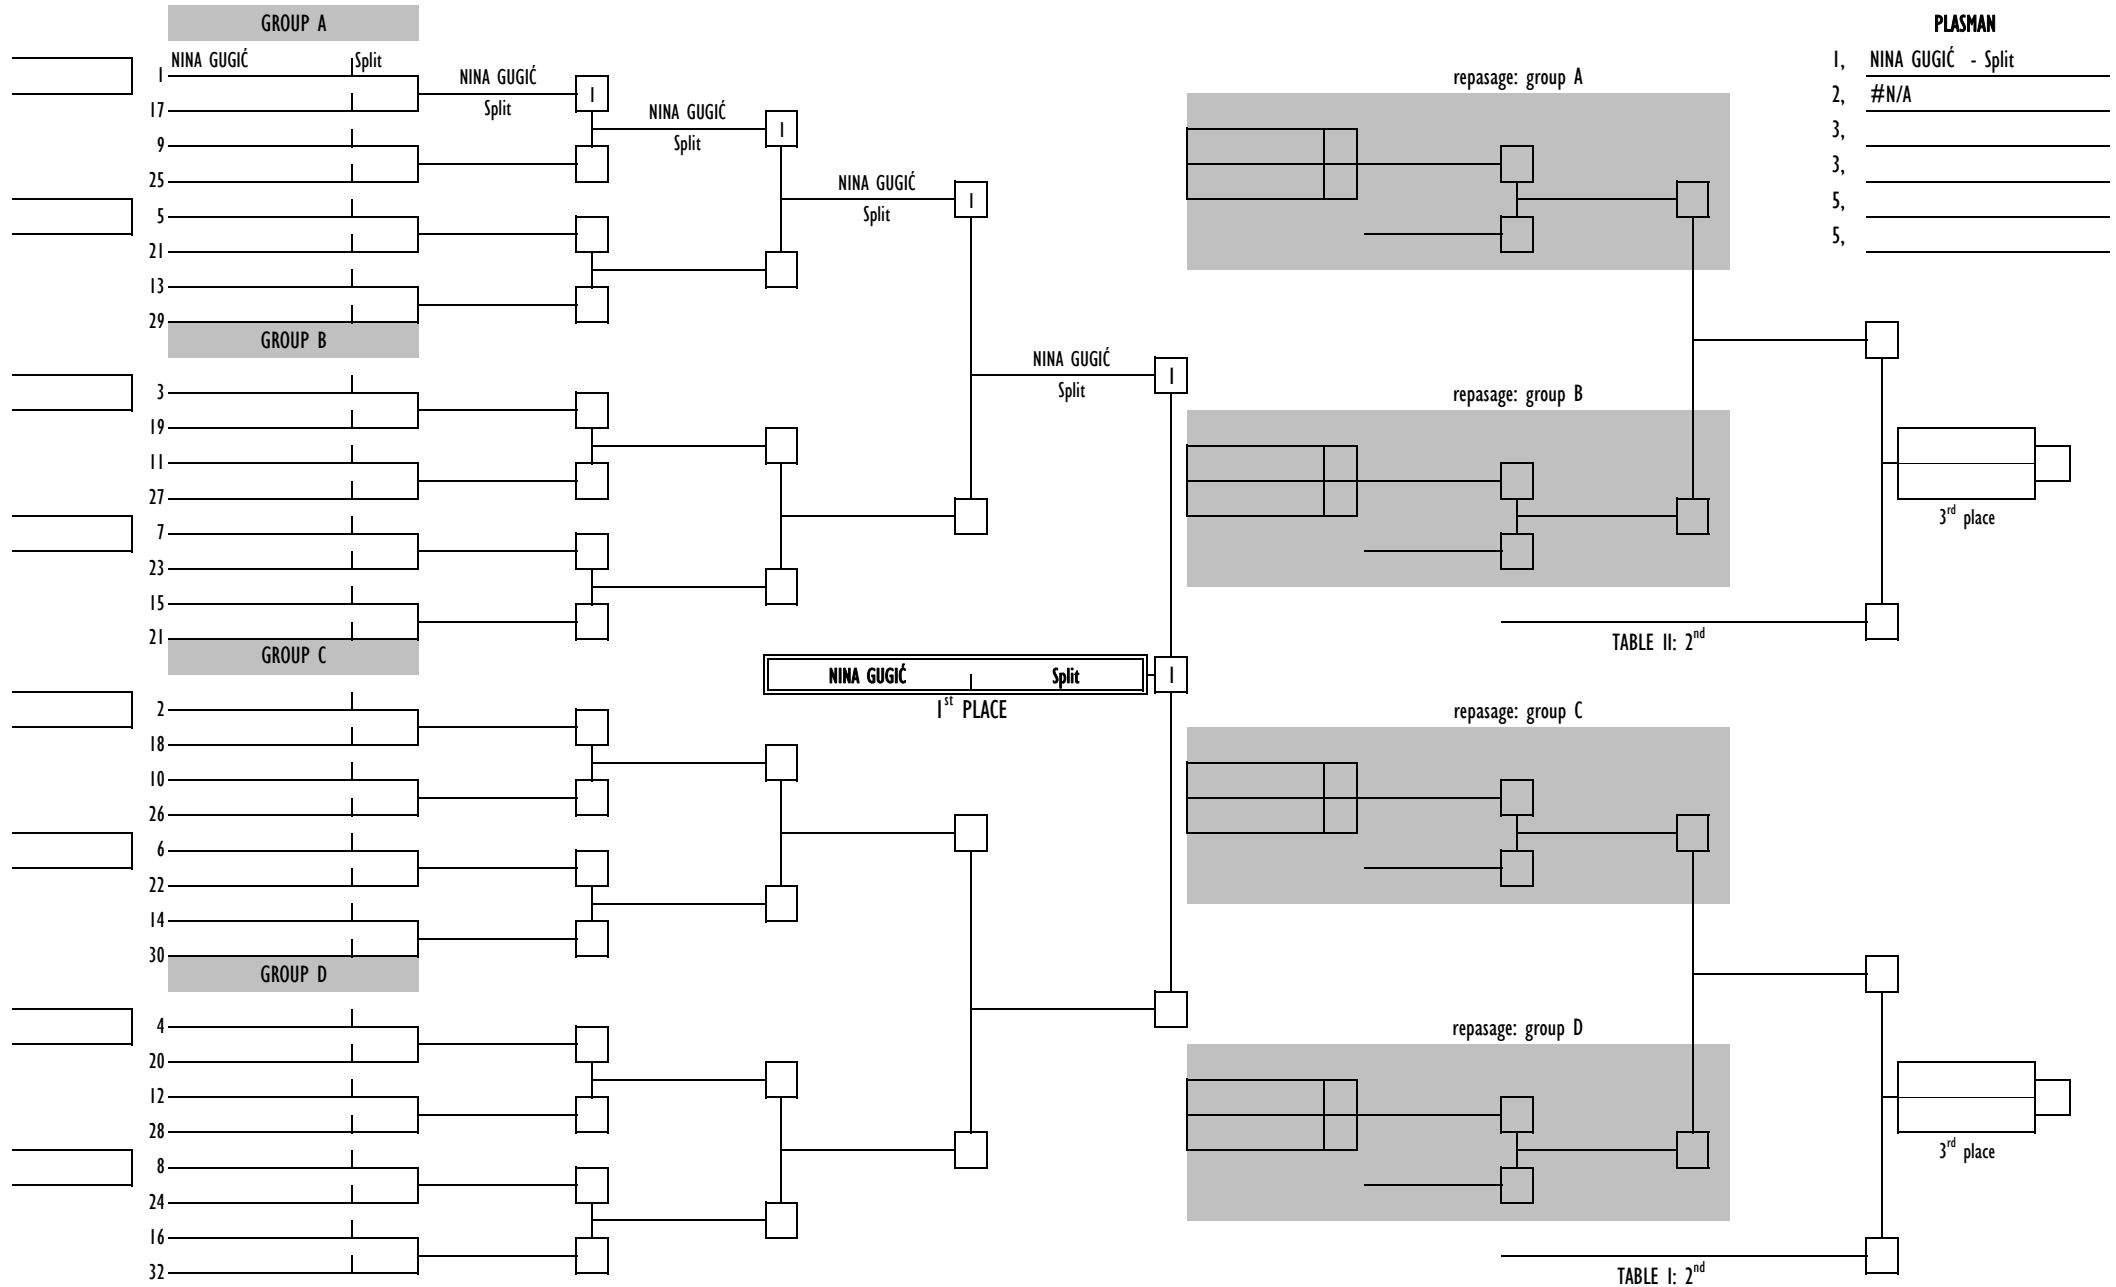 GROUP A
1 NINA GUGIĆ Split
17
9
25
5
21
13
29
GROUP B
3
19
11
27
7
23
15
21
GROUP C
2
18
10
26
6
22
14
30
GROUP D
4
20
12
28
8
24
16
32
NINA GUGIĆ
Split
1
NINA GUGIĆ
Split
1
NINA GUGIĆ
Split
1
NINA GUGIĆ
Split
1
NINA GUGIĆ Split
1
1st PLACE
repasage: group A
repasage: group B
TABLE II: 2nd
repasage: group C
repasage: group D
TABLE I: 2nd
3rd place
3rd place
PLASMAN
1, NINA GUGIĆ - Split
2, #N/A
3,
3,
5,
5,